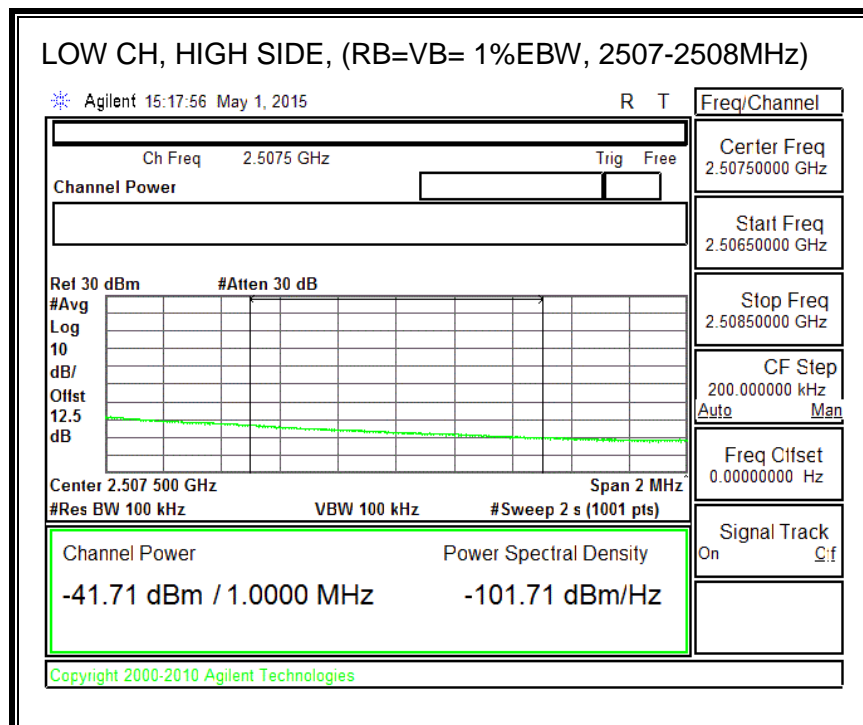 LOW CH, HIGH SIDE, (RB=VB= 1%EBW, 2507-2508MHz)
Agilent 15:17:56 May 1, 2015 R T
Freq/Channel
Ch Freq 2.5075 GHz Trig Free
Channel Power
Center Freq
2.50750000 GHz
Start Freq
2.50650000 GHz
Stop Freq
2.50850000 GHz
CF Step
200.000000 kHz
Auto Man
Freq Offset
0.00000000 Hz
Signal Track
On Off
Ref 30 dBm #Atten 30 dB
#Avg
Log
10
dB/
Offst
12.5
dB
Center 2.507 500 GHz Span 2 MHz
#Res BW 100 kHz VBW 100 kHz #Sweep 2 s (1001 pts)
Channel Power Power Spectral Density
-41.71 dBm / 1.0000 MHz -101.71 dBm/Hz
Copyright 2000-2010 Agilent Technologies